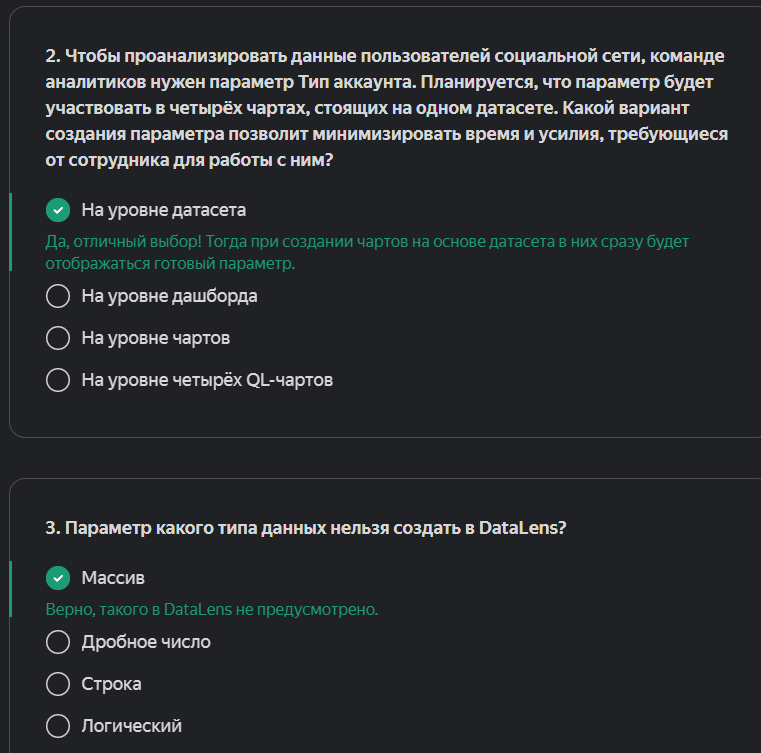 2. Чтобы проанализировать данные пользователей социальной сети, команде
аналитиков нужен параметр Тип аккаунта. Планируется, что параметр будет
участвовать в четырёх чартах, стоящих на одном датасете. Какой вариант
создания параметра позволит минимизировать время и усилия, требующиеся
от сотрудника для работы с ним?
На уровне датасета
Да, отличный выбор! Тогда при создании чартов на основе датасета в них сразу будет
отображаться готовый параметр.
На уровне дашборда
На уровне чартов
На уровне четырёх QL-чартов
3. Параметр какого типа данных нельзя создать в DataLens?
Массив
Верно, такого в DataLens не предусмотрено.
Дробное число
Строка
Логический